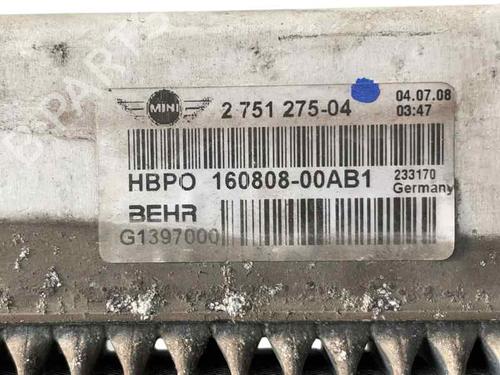 B-PARTS
MINI 2 751 275-04 04.07.08
03:47
HBPO 160808-00AB1 233170
Germany
BEHR
G1397000